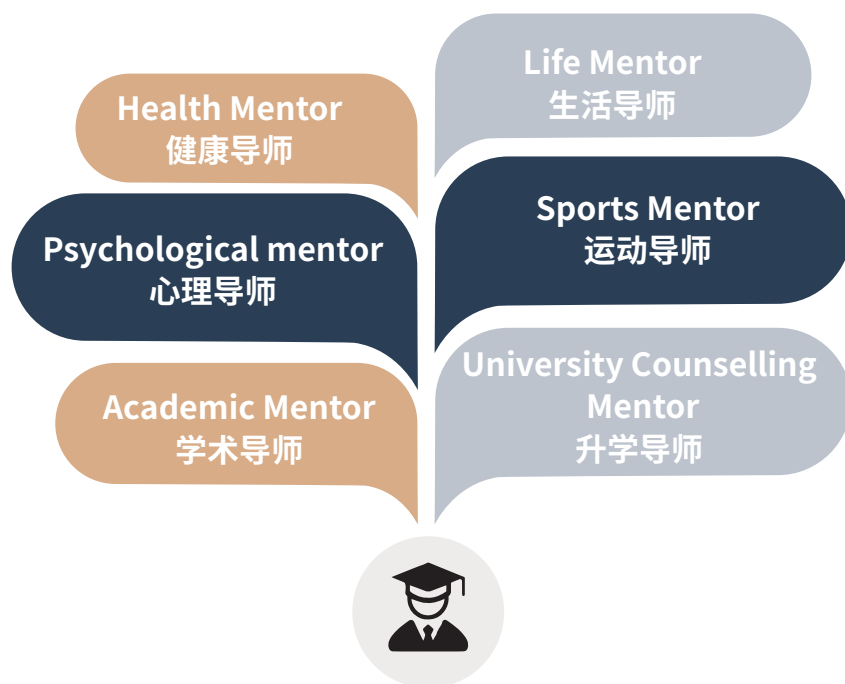 Health Mentor
健康导师
Life Mentor
生活导师
Psychological mentor
心理导师
Sports Mentor
运动导师
Academic Mentor
学术导师
University Counselling
Mentor
升学导师